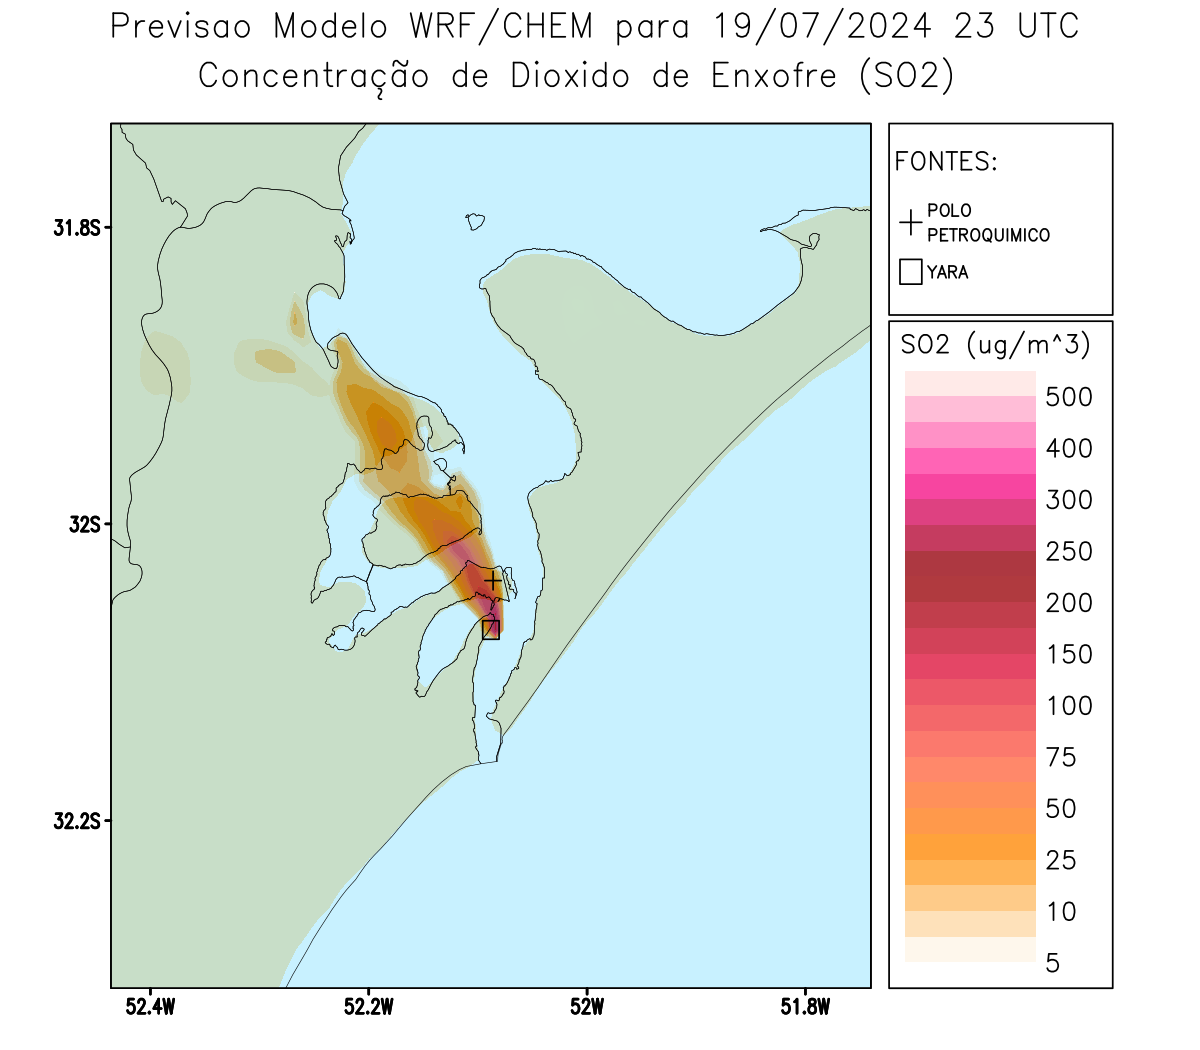 Previsao Modelo WRF/CHEM para 19/07/2024 23 UTC
Concentração de Dioxido de Enxofre (SO2)
FONTES:
POLO
PETROQUIMICO
YARA
SO2 (ug/m^3)
500
400
300
250
200
150
100
75
50
25
10
5
31.8S
32S
32.2S
52.4W
52.2W
52W
51.8W